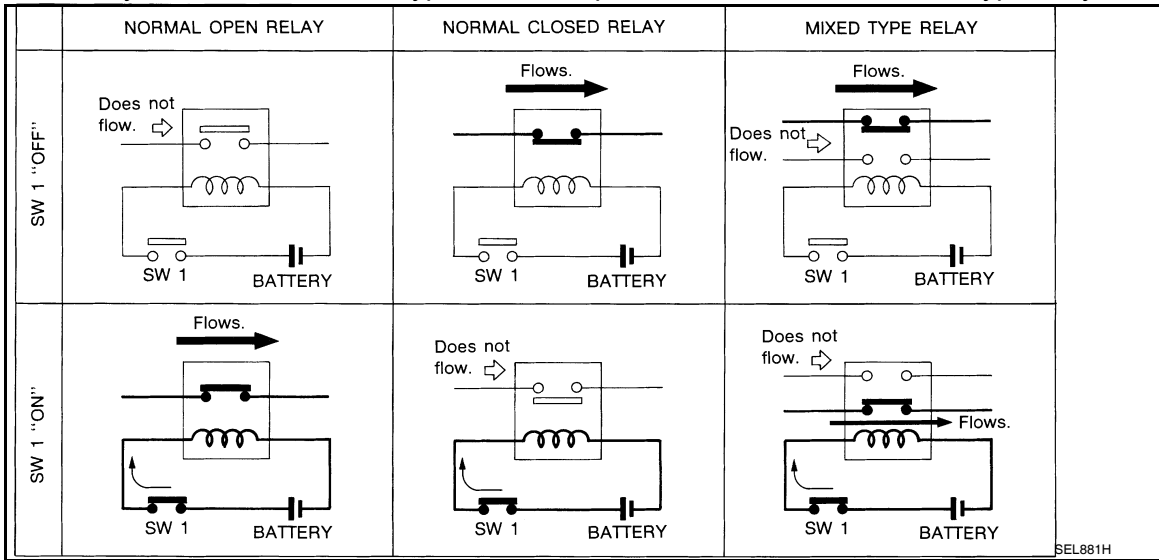 NORMAL OPEN RELAY
NORMAL CLOSED RELAY
MIXED TYPE RELAY
SW 1 "OFF"
Does not
flow.
SW 1
BATTERY
Flows.
SW 1
BATTERY
Flows.
Does not
flow.
SW 1
BATTERY
SW 1 "ON"
Flows.
SW 1
BATTERY
Does not
flow.
SW 1
BATTERY
Does not
flow.
Flows.
SW 1
BATTERY
SEL881H